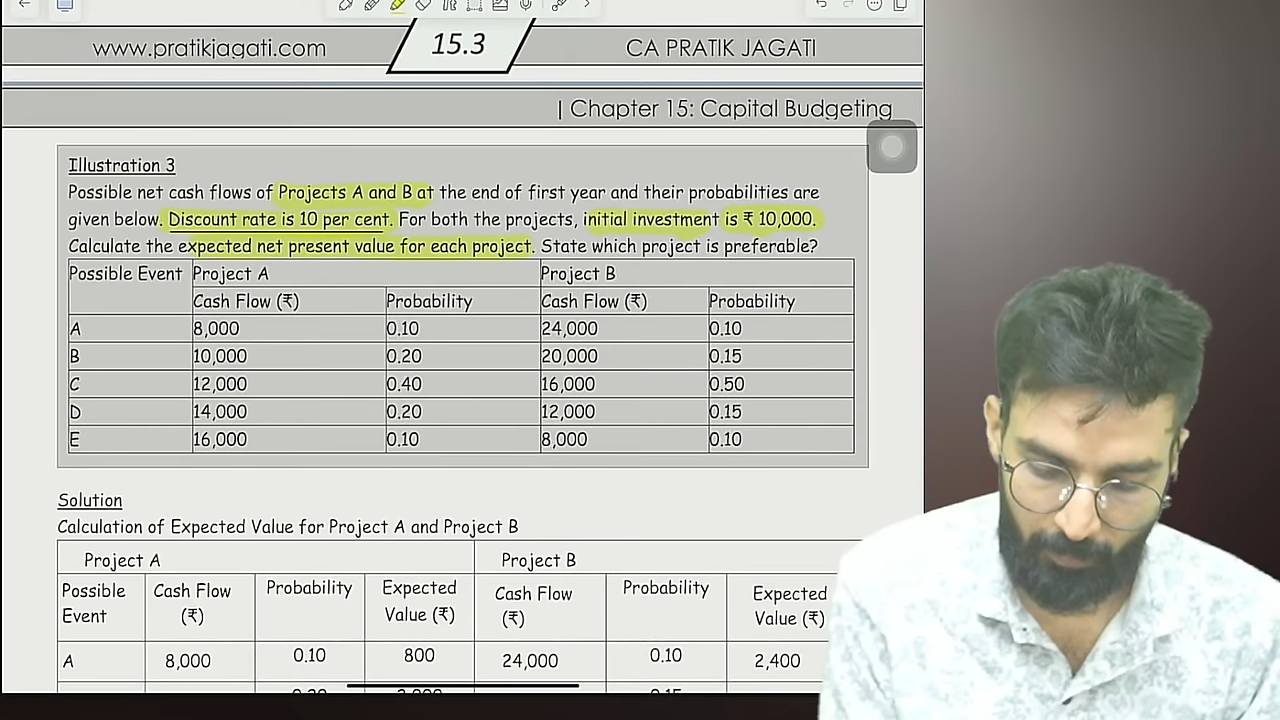 www.pratikjagati.com 15.3 CA PRATIK JAGATI
| Chapter 15: Capital Budgeting
Illustration 3
Possible net cash flows of Projects A and B at the end of first year and their probabilities are
given below. Discount rate is 10 per cent. For both the projects, initial investment is ₹ 10,000.
Calculate the expected net present value for each project. State which project is preferable?
Possible Event Project A Project B
Cash Flow (₹) Probability Cash Flow (₹) Probability
A 8,000 0.10 24,000 0.10
B 10,000 0.20 20,000 0.15
C 12,000 0.40 16,000 0.50
D 14,000 0.20 12,000 0.15
E 16,000 0.10 8,000 0.10
Solution
Calculation of Expected Value for Project A and Project B
Project A Project B
Possible Cash Flow Probability Expected Cash Flow Probability Expected
Event (₹) Value (₹) (₹) Value (₹)
A 8,000 0.10 800 24,000 0.10 2,400